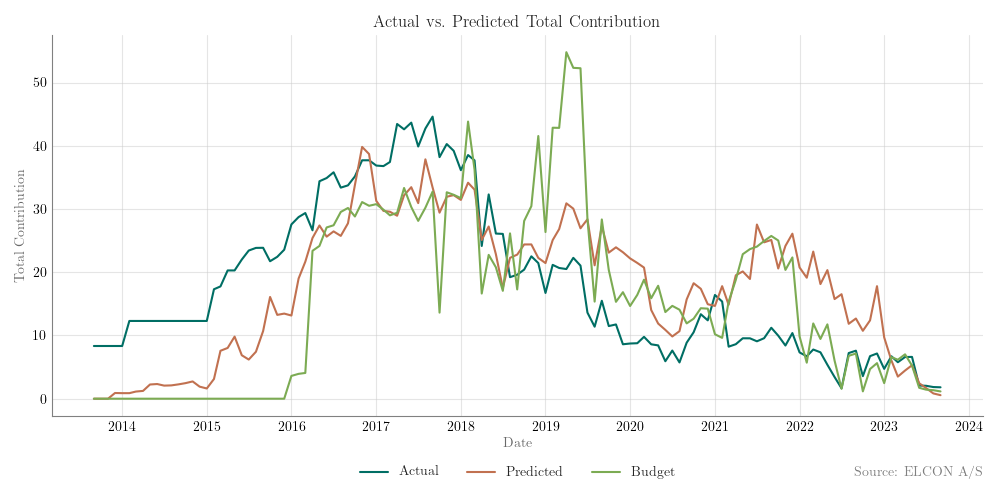 Actual vs. Predicted Total Contribution
Total Contribution
50
40
30
20
10
0
2014 2015 2016 2017 2018 2019 2020 2021 2022 2023 2024
Date
Actual Predicted Budget
Source: ELCON A/S